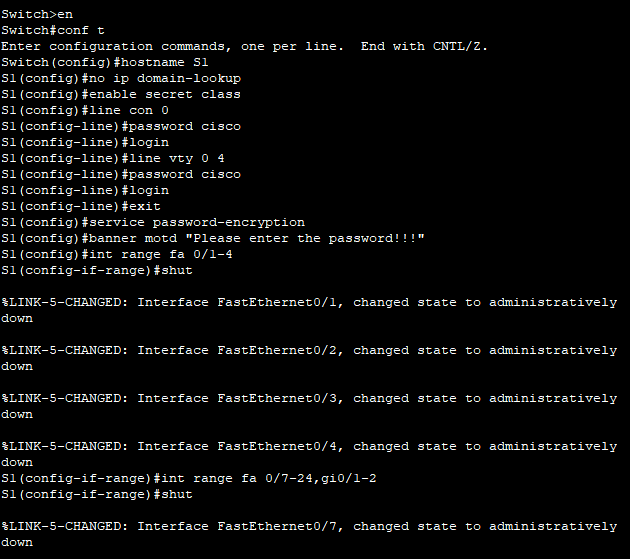 Switch>en
Switch#conf t
Enter configuration commands, one per line.  End with CNTL/Z.
Switch(config)#hostname S1
S1(config)#no ip domain-lookup
S1(config)#enable secret class
S1(config)#line con 0
S1(config-line)#password cisco
S1(config-line)#login
S1(config-line)#line vty 0 4
S1(config-line)#password cisco
S1(config-line)#login
S1(config-line)#exit
S1(config)#service password-encryption
S1(config)#banner motd "Please enter the password!!!"
S1(config)#int range fa 0/1-4
S1(config-if-range)#shut
%LINK-5-CHANGED: Interface FastEthernet0/1, changed state to administratively
down
%LINK-5-CHANGED: Interface FastEthernet0/2, changed state to administratively
down
%LINK-5-CHANGED: Interface FastEthernet0/3, changed state to administratively
down
%LINK-5-CHANGED: Interface FastEthernet0/4, changed state to administratively
down
S1(config-if-range)#int range fa 0/7-24,gi0/1-2
S1(config-if-range)#shut
%LINK-5-CHANGED: Interface FastEthernet0/7, changed state to administratively
down